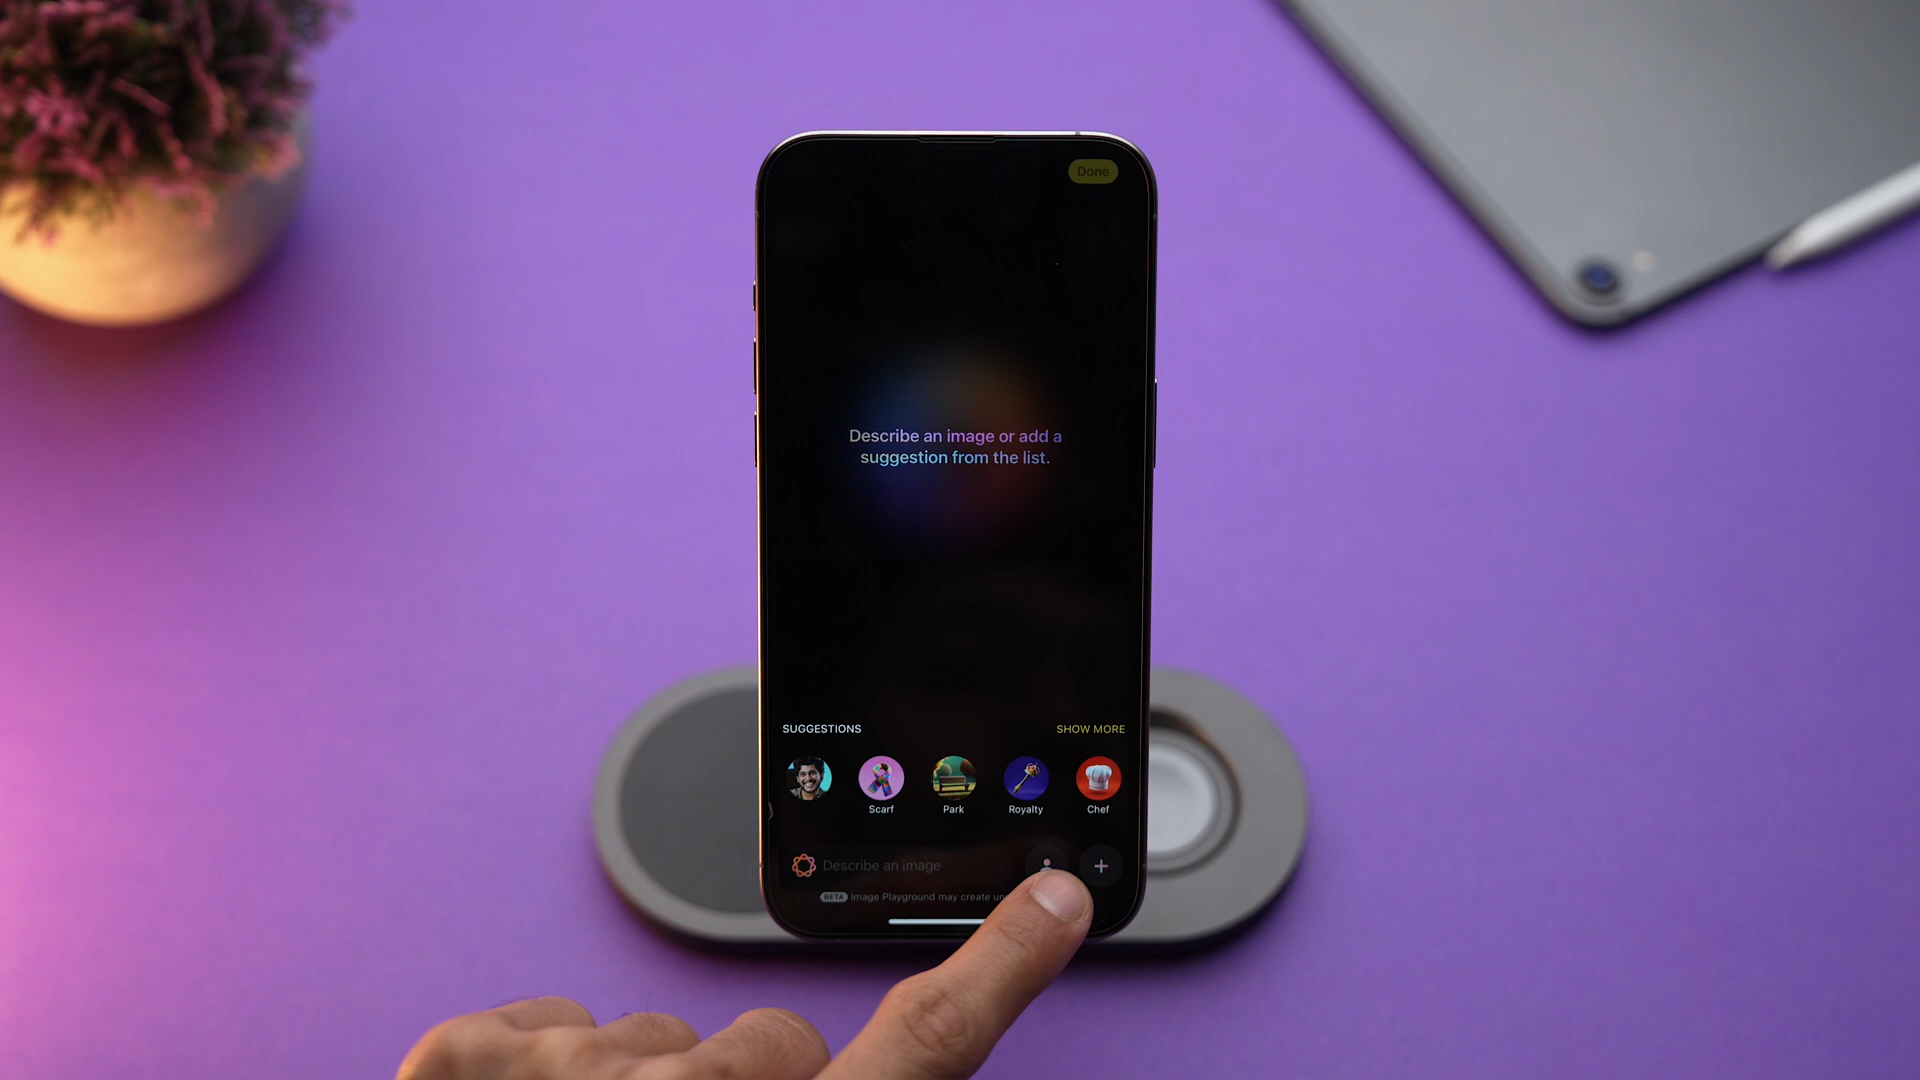 Done
Describe an image or add a
suggestion from the list.
SUGGESTIONS
SHOW MORE
Scarf
Park
Royalty
Chef
Describe an image
BETA Image Playground may create